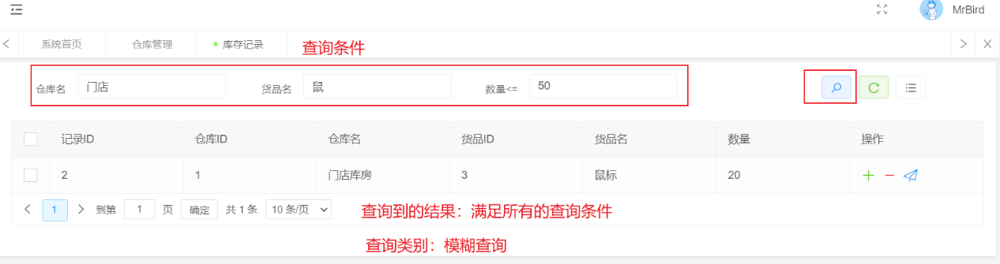 MrBird
系统首页 仓库管理 库存记录
查询条件
仓库名 门店 货品名 鼠 数量<= 50
记录ID 仓库ID 仓库名 货品ID 货品名 数量 操作
2 1 门店库房 3 鼠标 20
1 到第 1 页 确定 共 1 条 10 条/页
查询到的结果：满足所有的查询条件
查询类别：模糊查询